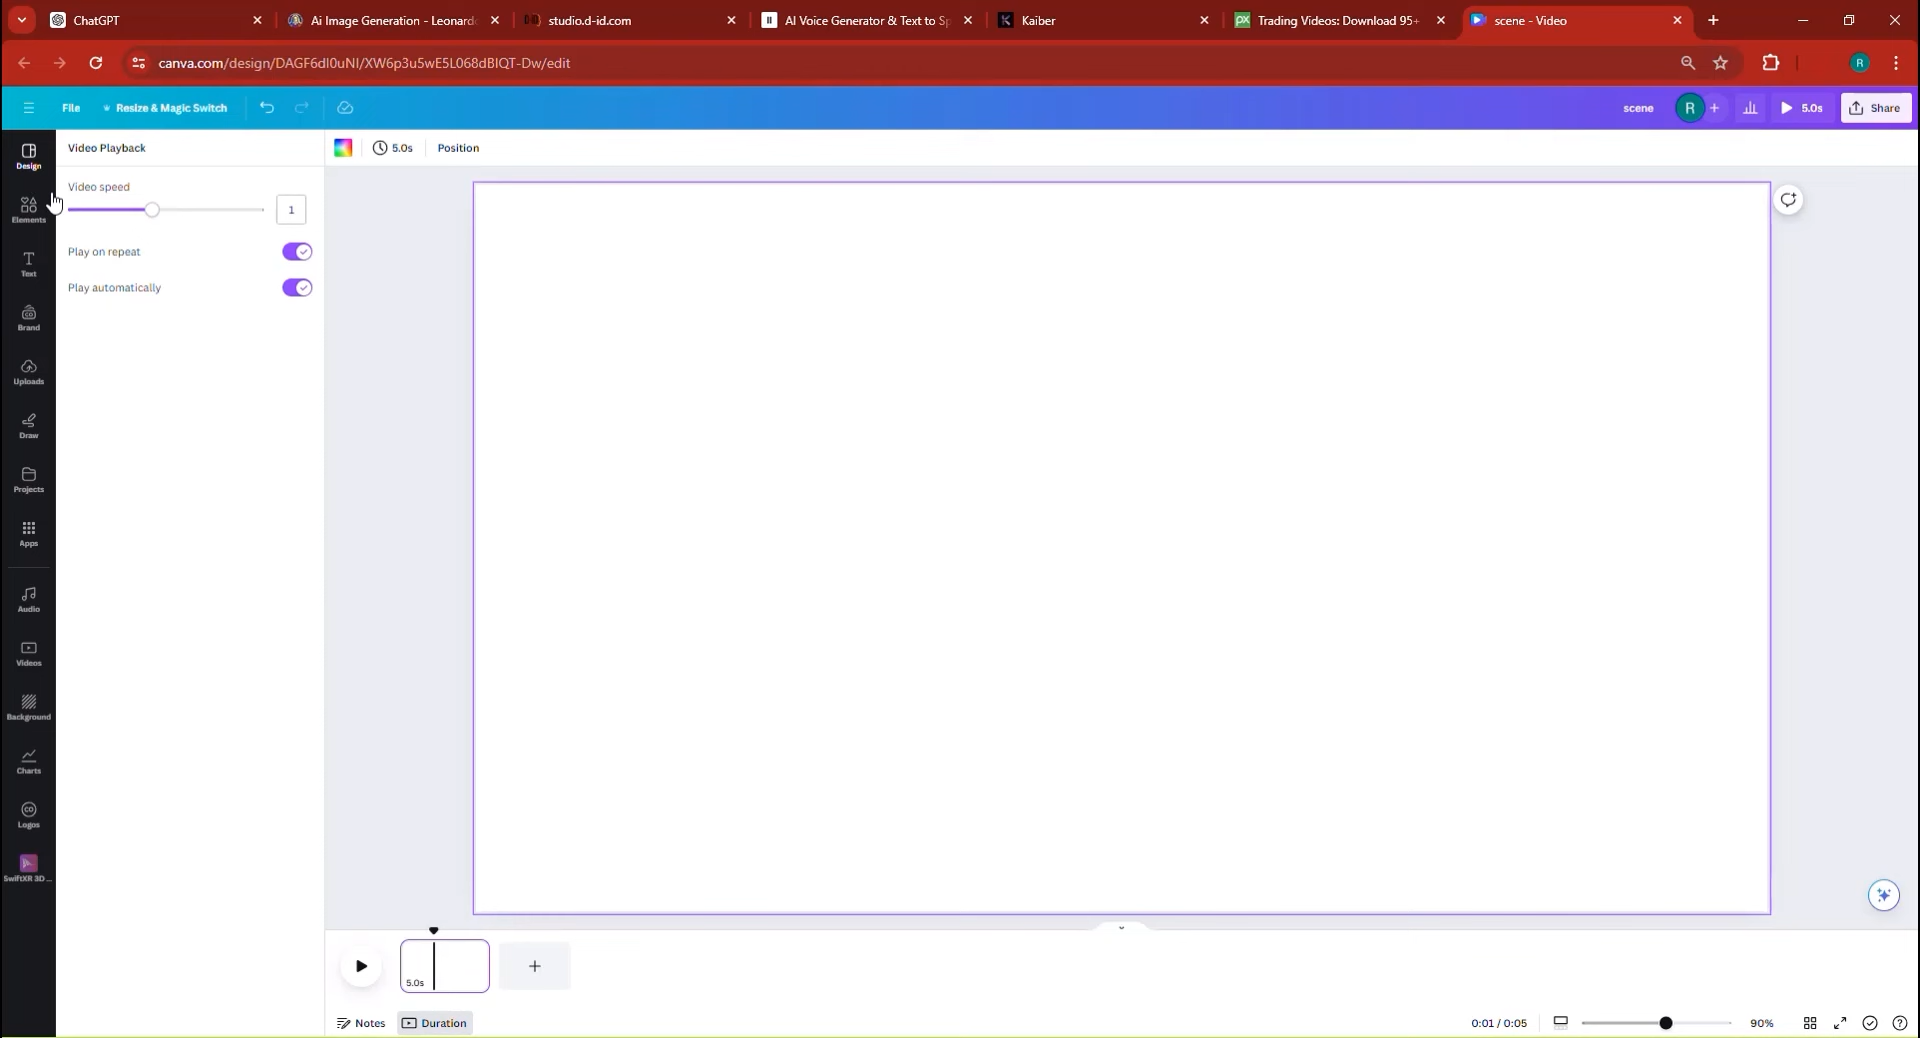 ChatGPT
Ai Image Generation - Leonard
studio.d-id.com
AI Voice Generator & Text to Sp
Kaiber
Trading Videos: Download 95+
scene - Video
canva.com/design/DAGF6dI0uNI/XW6p3u5wE5L068dBIQT-Dw/edit
R
File
Resize & Magic Switch
scene
R
5.0s
Share
Design
Video Playback
5.0s
Position
Video speed
1
Elements
Play on repeat
Text
Play automatically
Brand
Uploads
Draw
Projects
Apps
Audio
Videos
Background
Charts
Logos
SwiftXR 3D ...
5.0s
Notes
Duration
0:01 / 0:05
90%